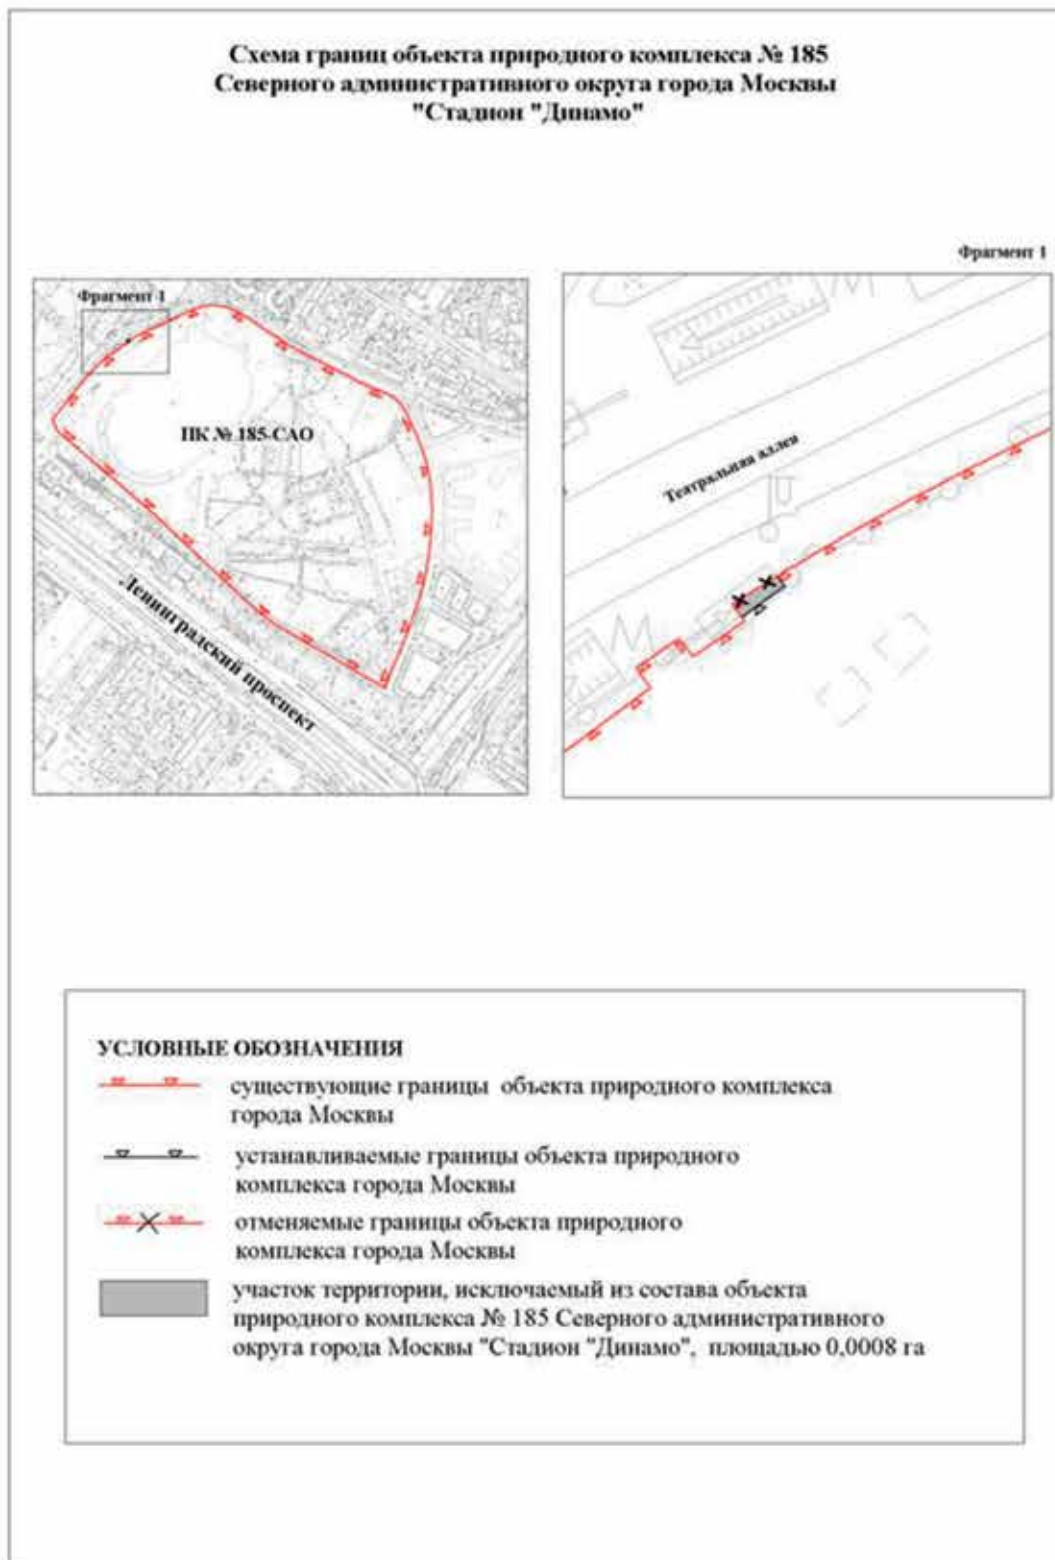 Схема границ объекта природного комплекса № 185
Северного административного округа города Москвы
"Стадион "Динамо"
Фрагмент 1
Фрагмент 1
ПК № 185-САО
Ленинградский проспект
Театральная аллея
УСЛОВНЫЕ ОБОЗНАЧЕНИЯ
существующие границы объекта природного комплекса
города Москвы
устанавливаемые границы объекта природного
комплекса города Москвы
отменяемые границы объекта природного
комплекса города Москвы
участок территории, исключаемый из состава объекта
природного комплекса № 185 Северного административного
округа города Москвы "Стадион "Динамо", площадью 0,0008 га